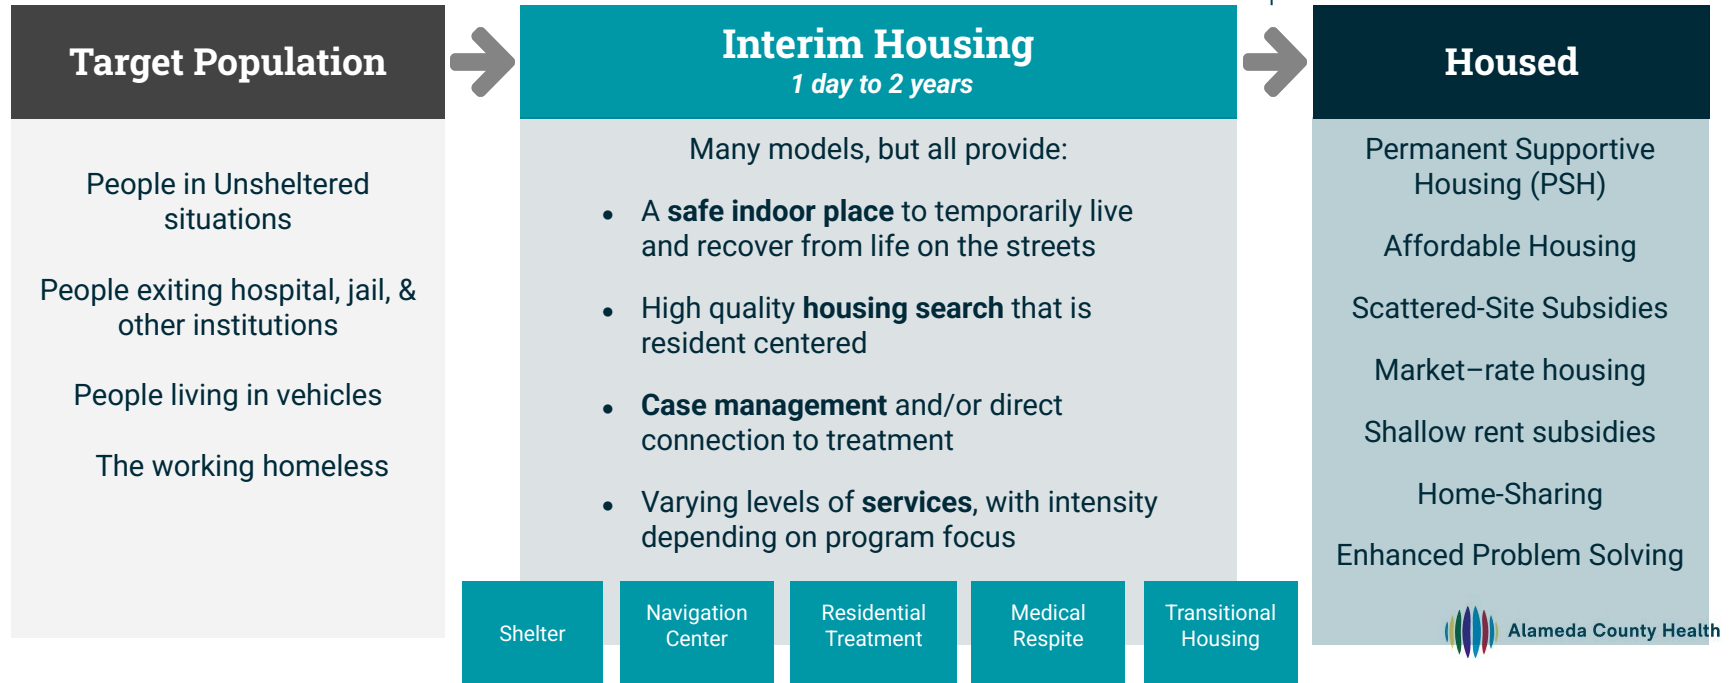 Target Population
People in Unsheltered
situations
People exiting hospital, jail, &
other institutions
People living in vehicles
The working homeless
Interim Housing
1 day to 2 years
Many models, but all provide:
• A safe indoor place to temporarily live
and recover from life on the streets
• High quality housing search that is
resident centered
• Case management and/or direct
connection to treatment
• Varying levels of services, with intensity
depending on program focus
Shelter
Navigation
Center
Residential
Treatment
Medical
Respite
Transitional
Housing
Housed
Permanent Supportive
Housing (PSH)
Affordable Housing
Scattered-Site Subsidies
Market–rate housing
Shallow rent subsidies
Home-Sharing
Enhanced Problem Solving
Alameda County Health